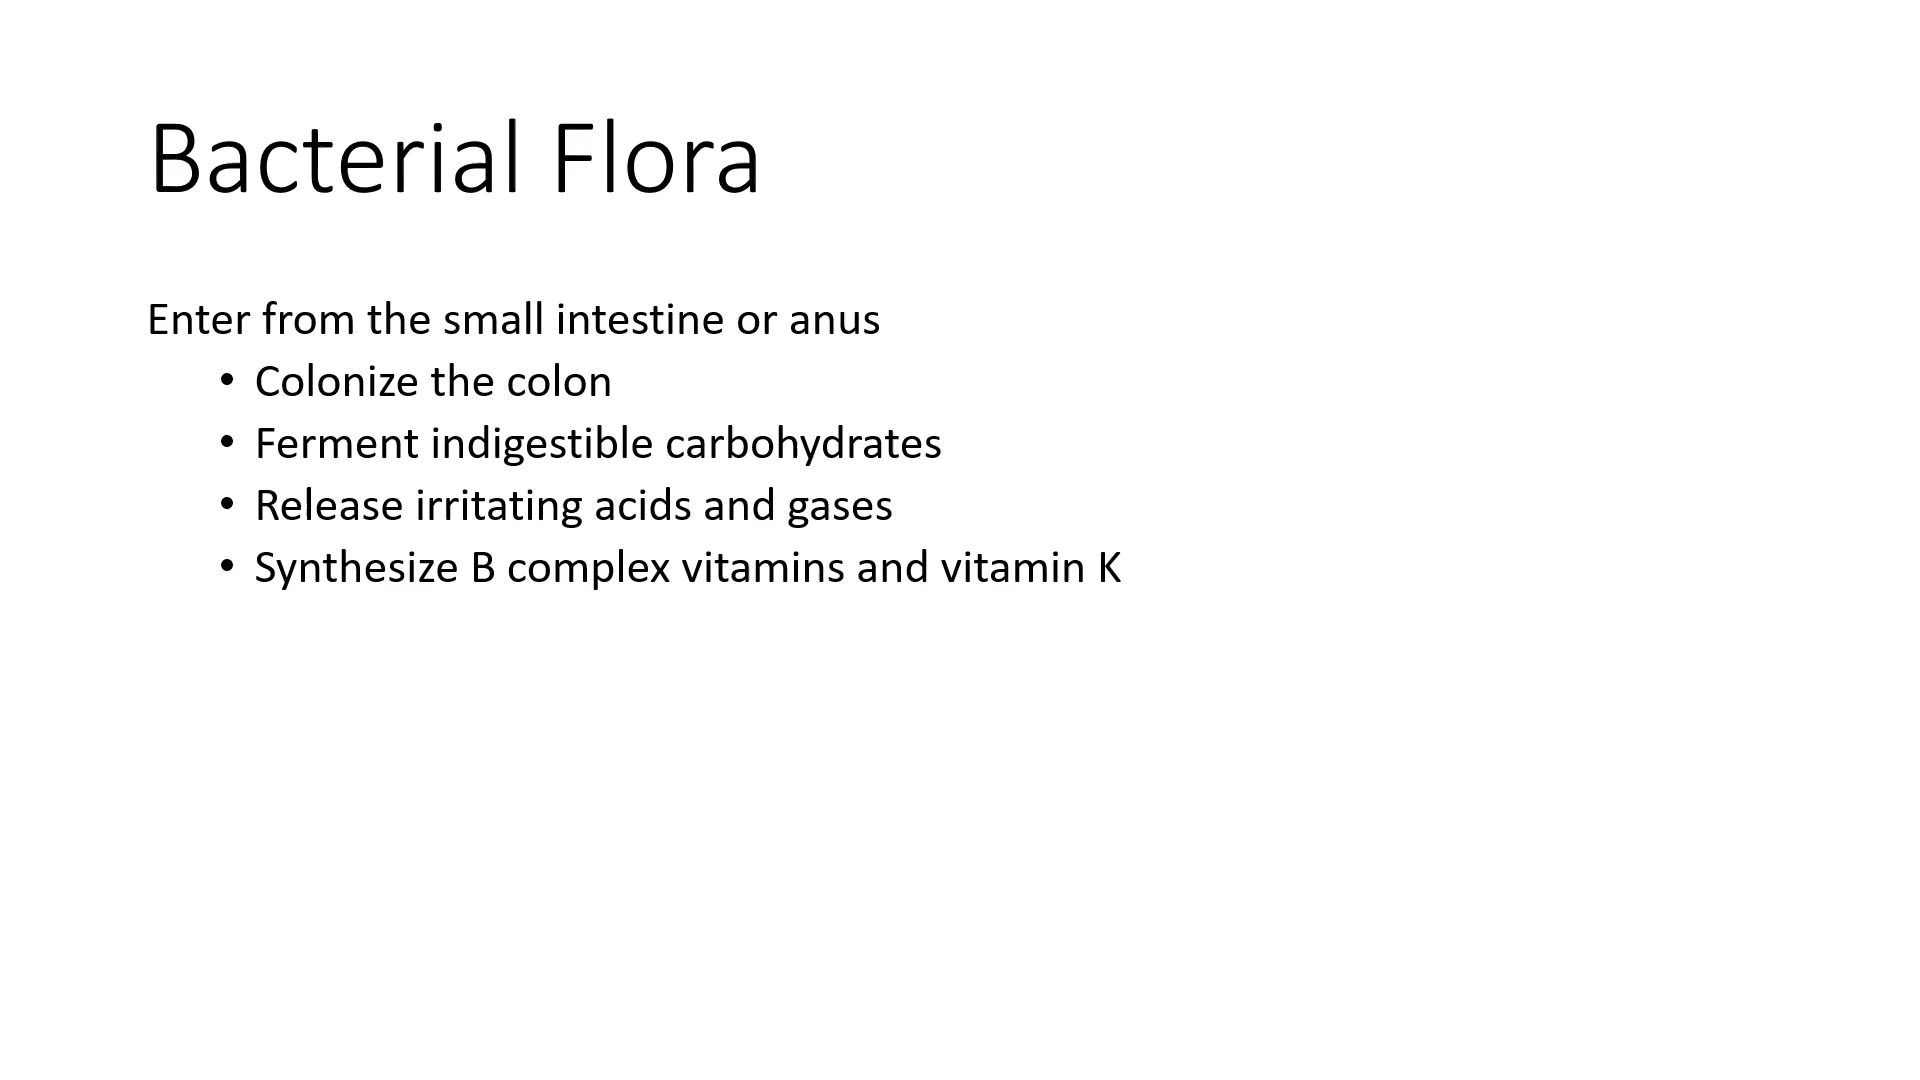 Bacterial Flora
Enter from the small intestine or anus
• Colonize the colon
• Ferment indigestible carbohydrates
• Release irritating acids and gases
• Synthesize B complex vitamins and vitamin K